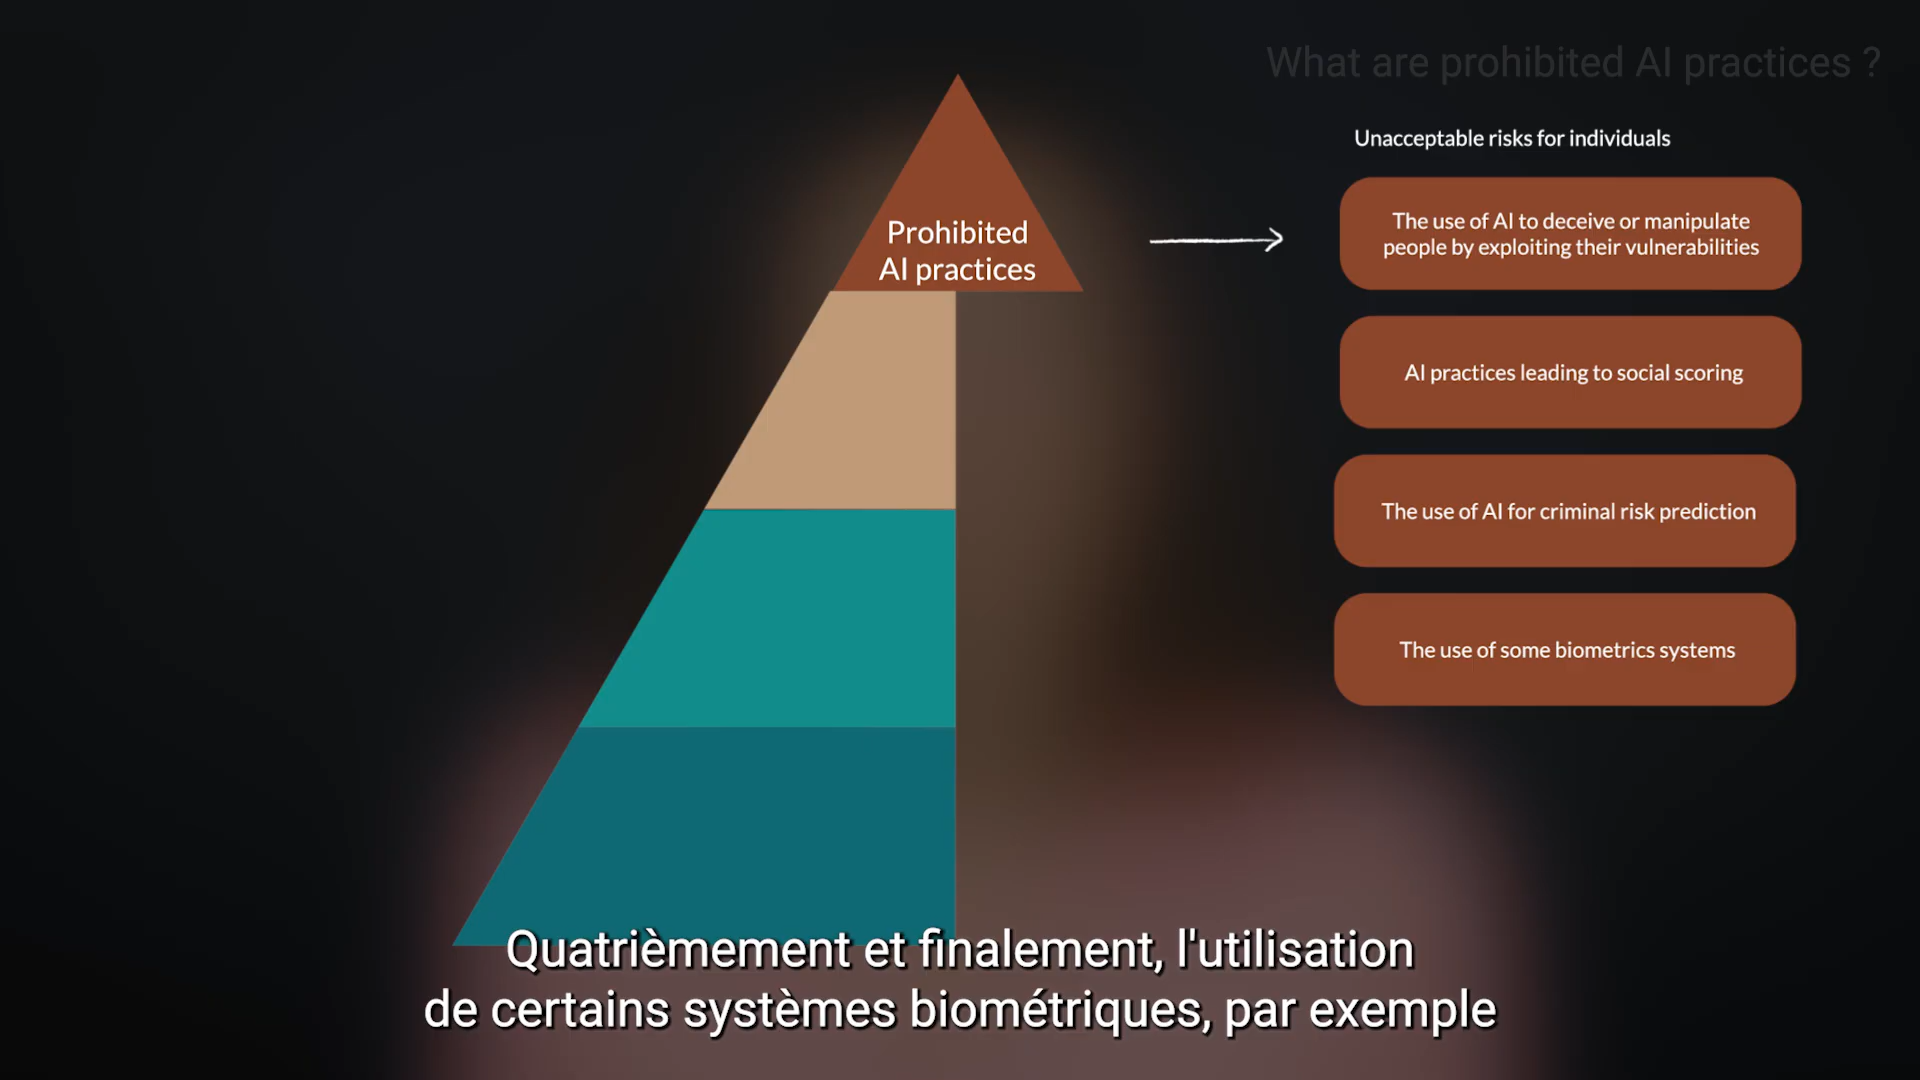 What are prohibited AI practices ?
Unacceptable risks for individuals
Prohibited
AI practices
The use of AI to deceive or manipulate
people by exploiting their vulnerabilities
AI practices leading to social scoring
The use of AI for criminal risk prediction
The use of some biometrics systems
Quatrièmement et finalement, l'utilisation
de certains systèmes biométriques, par exemple